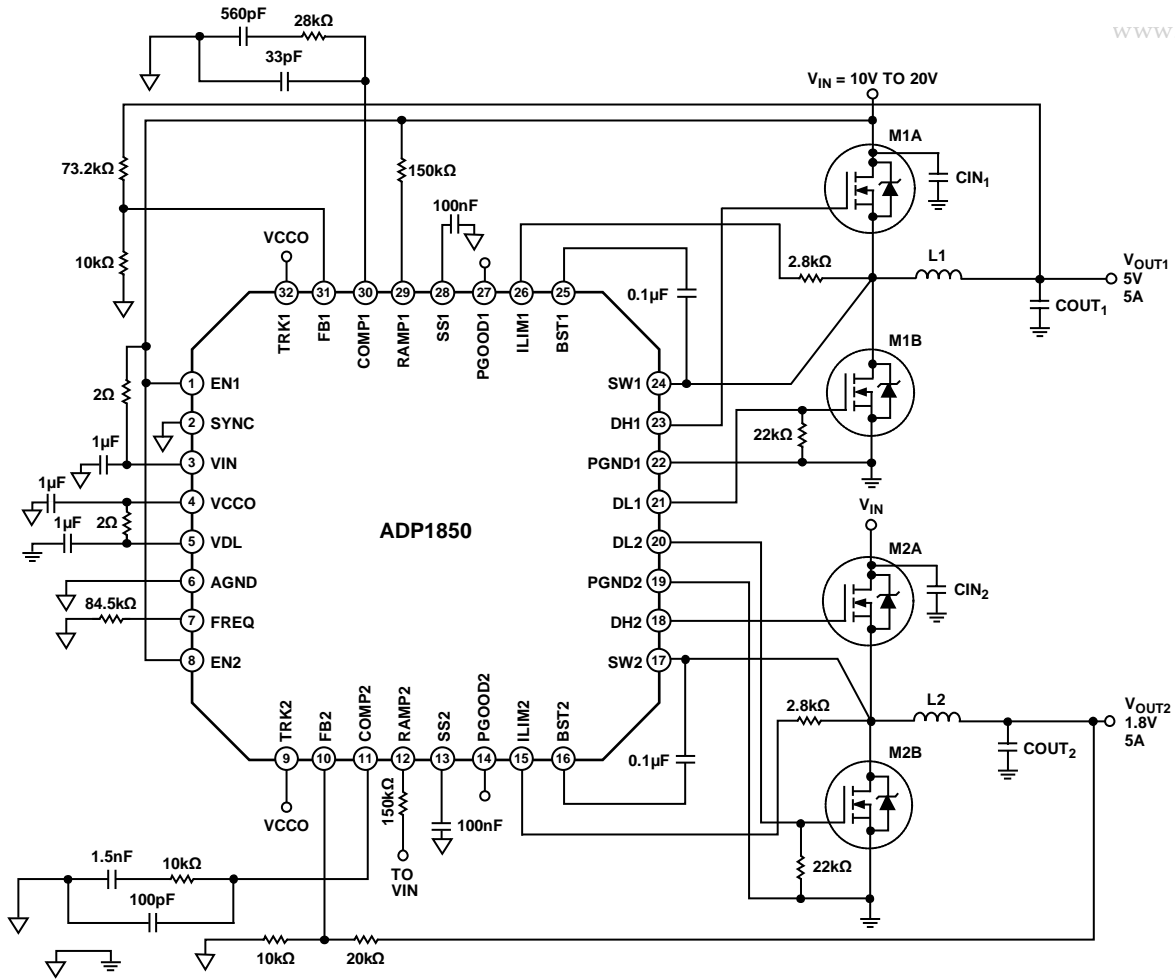 560pF
28kΩ
www
33pF
V_IN = 10V TO 20V
M1A
73.2kΩ
150kΩ
CIN₁
100nF
VCCO
10kΩ
2.8kΩ
L1
V_OUT1
5V
5A
0.1µF
COUT₁
32
31
30
29
28
27
26
25
TRK1
FB1
COMP1
RAMP1
SS1
PGOOD1
ILIM1
BST1
M1B
1
EN1
SW1
24
2Ω
2
SYNC
DH1
23
22kΩ
1µF
3
VIN
PGND1
22
1µF
4
VCCO
DL1
21
V_IN
2Ω
1µF
ADP1850
5
VDL
DL2
20
M2A
6
AGND
PGND2
19
CIN₂
84.5kΩ
7
FREQ
DH2
18
8
EN2
SW2
17
TRK2
FB2
COMP2
RAMP2
SS2
PGOOD2
ILIM2
BST2
2.8kΩ
L2
V_OUT2
1.8V
5A
9
10
11
12
13
14
15
16
0.1µF
M2B
COUT₂
VCCO
150kΩ
100nF
1.5nF
10kΩ
TO
VIN
22kΩ
100pF
10kΩ
20kΩ